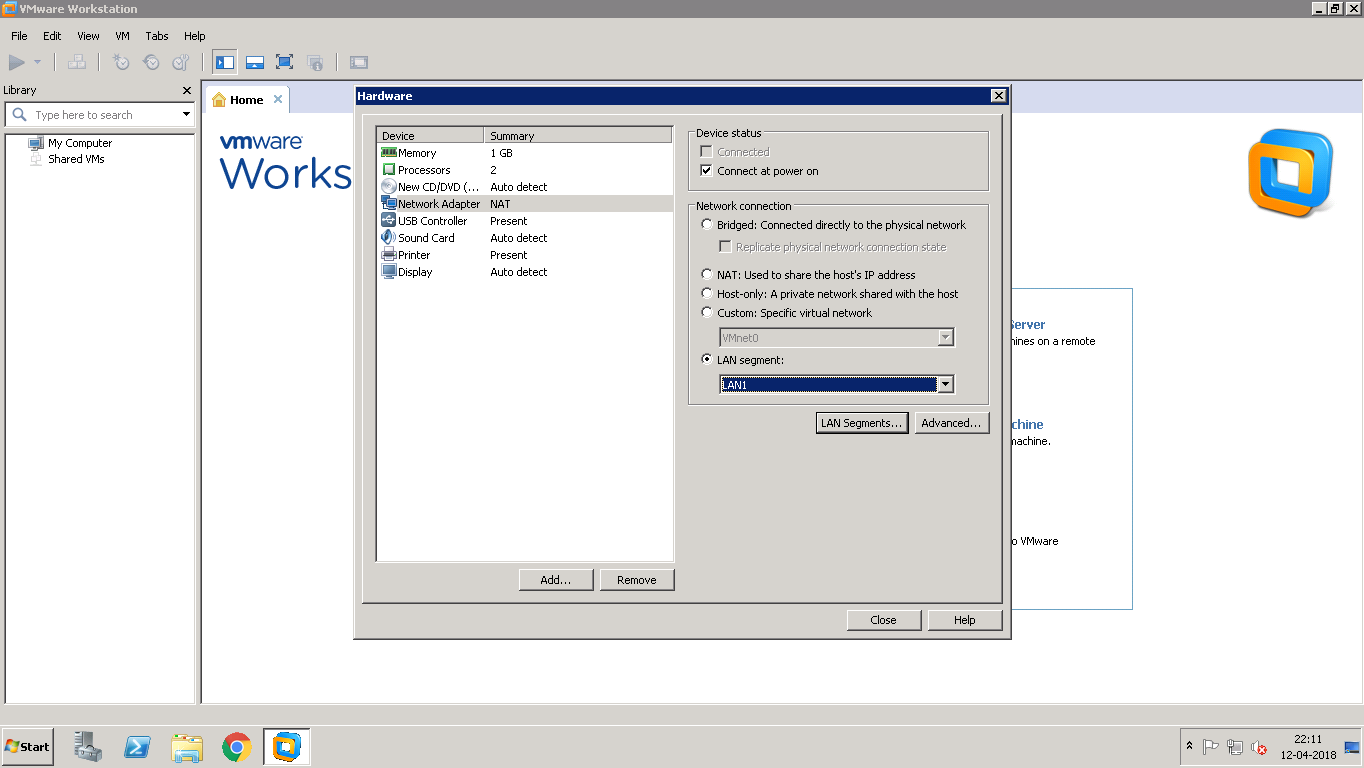 VMware Workstation
File Edit View VM Tabs Help
Library
Type here to search
My Computer
Shared VMs
Home
vmware
Works
Hardware
Device Summary
Memory 1 GB
Processors 2
New CD/DVD (... Auto detect
Network Adapter NAT
USB Controller Present
Sound Card Auto detect
Printer Present
Display Auto detect
Add...
Remove
Device status
Connected
Connect at power on
Network connection
Bridged: Connected directly to the physical network
Replicate physical network connection state
NAT: Used to share the host's IP address
Host-only: A private network shared with the host
Custom: Specific virtual network
VMnet0
LAN segment:
LAN1
LAN Segments...
Advanced...
Close
Help
Server
hines on a remote
chine
machine.
o VMware
Start
22:11
12-04-2018